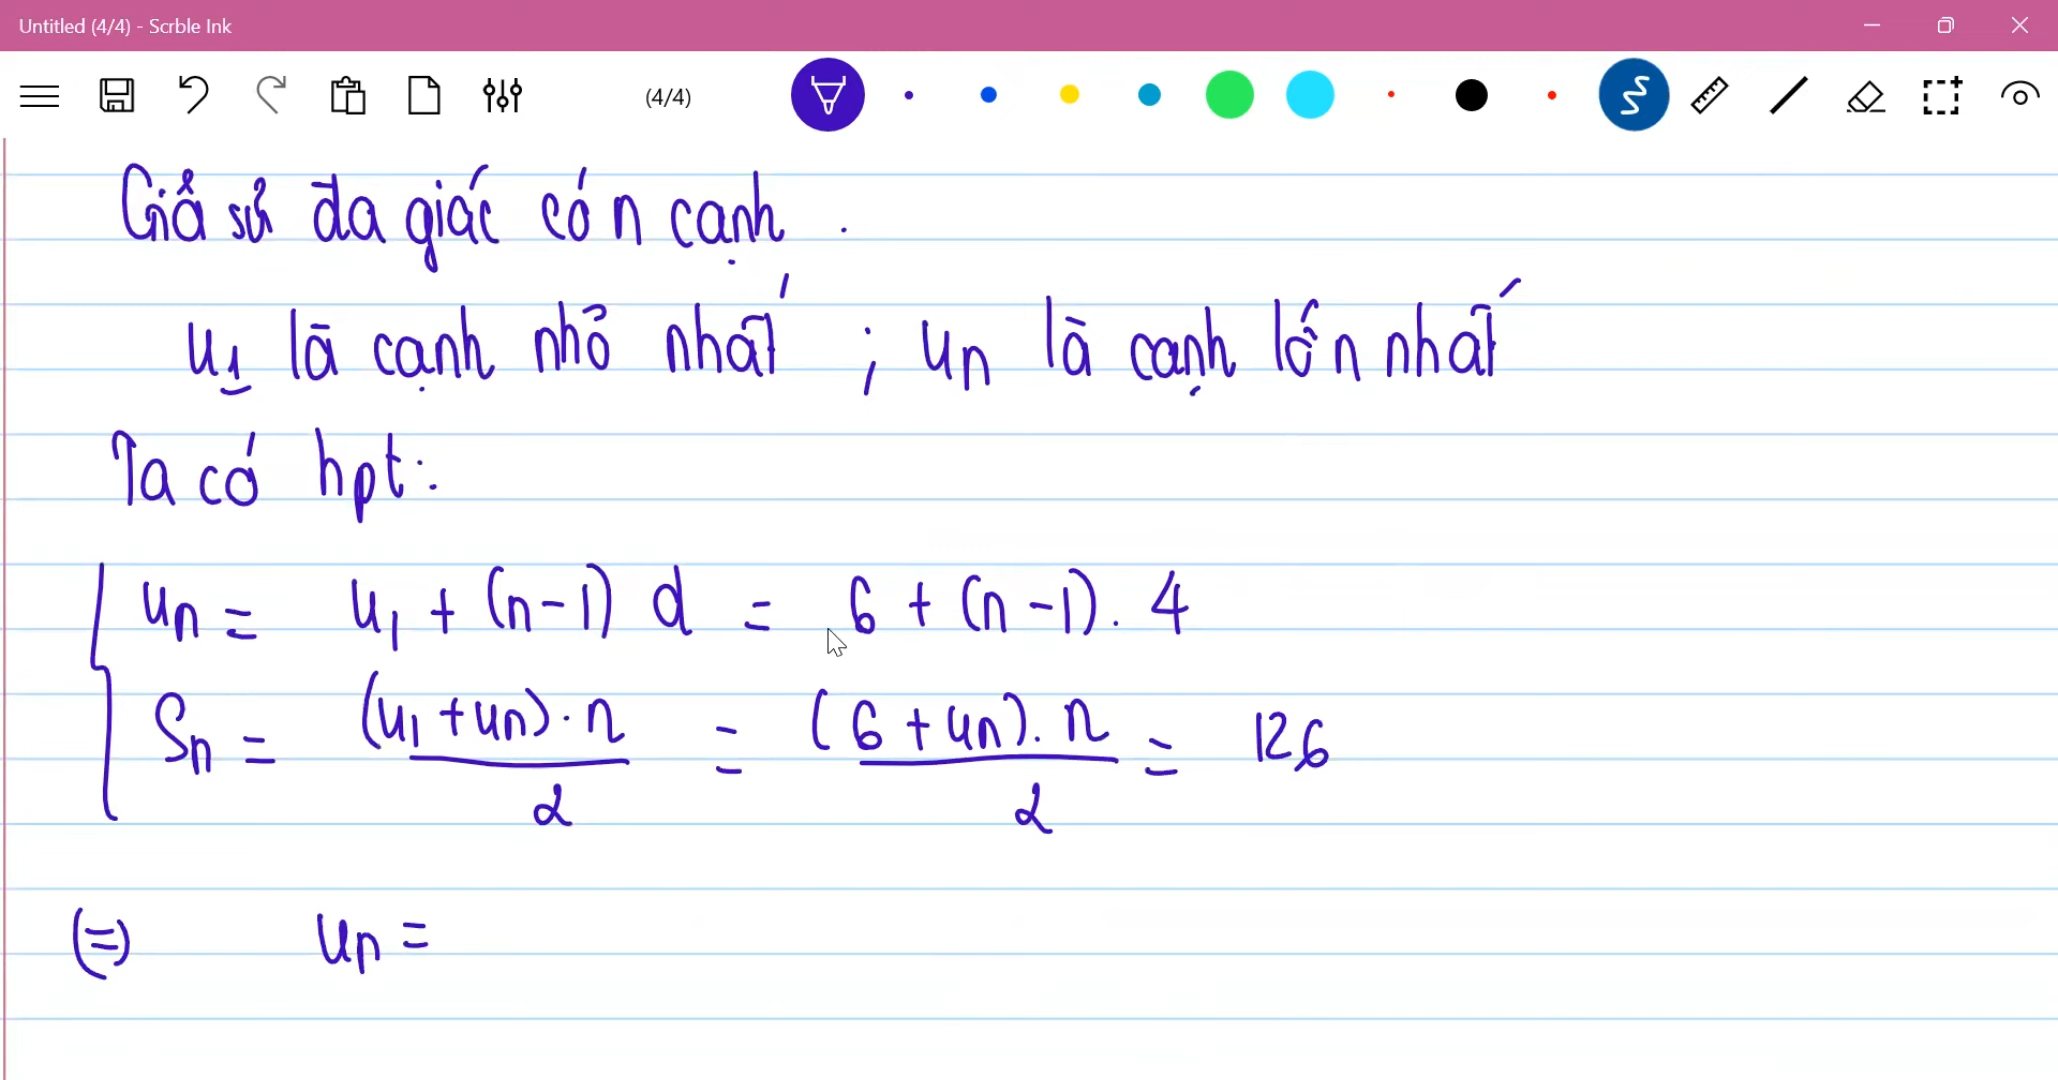 Untitled (4/4) - Scrble Ink
(4/4)
Giả sử đa giác có n cạnh .
u1 là cạnh nhỏ nhất ; un là cạnh lớn nhất
Ta có hpt:
un = u1 + (n-1) d = 6 + (n-1). 4
Sn = (u1+un).n / 2 = (6+un).n / 2 = 126
(=) un =